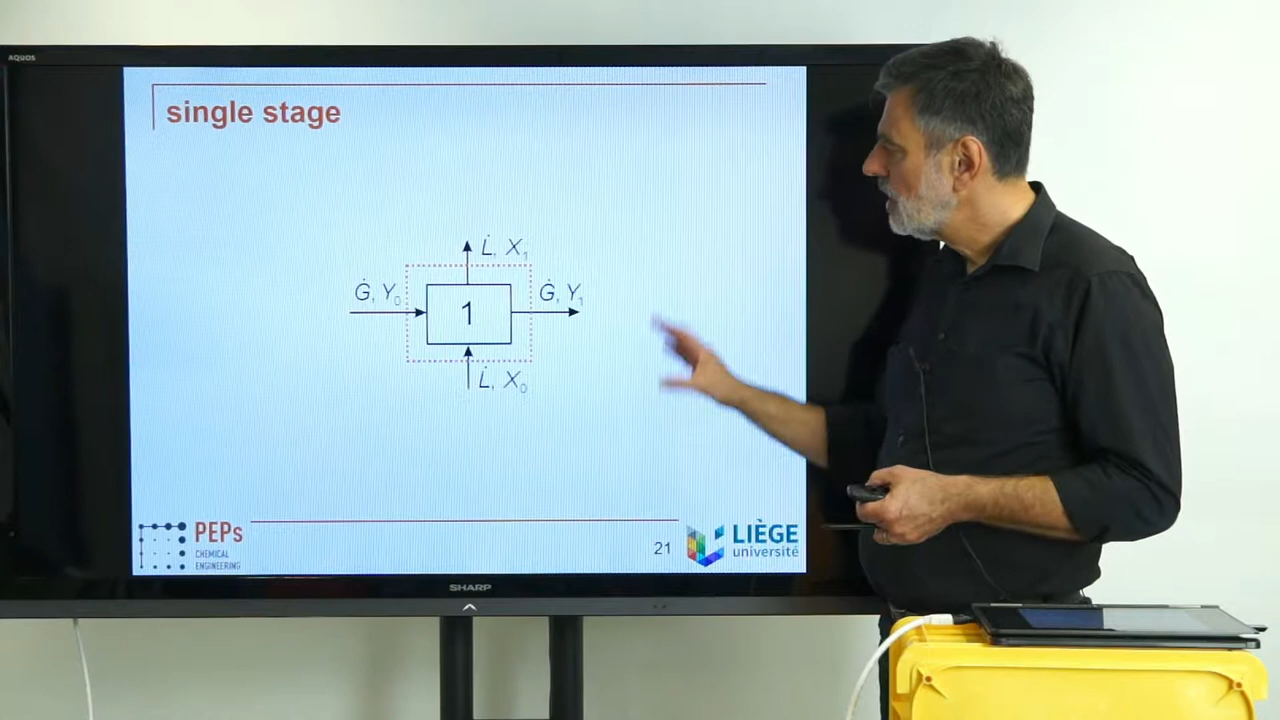 AQUOS
single stage
L̇, X₁
Ġ, Y₀
1
Ġ, Y₁
L̇, X₀
PEPs
CHEMICAL
ENGINEERING
21
LIÈGE
université
SHARP